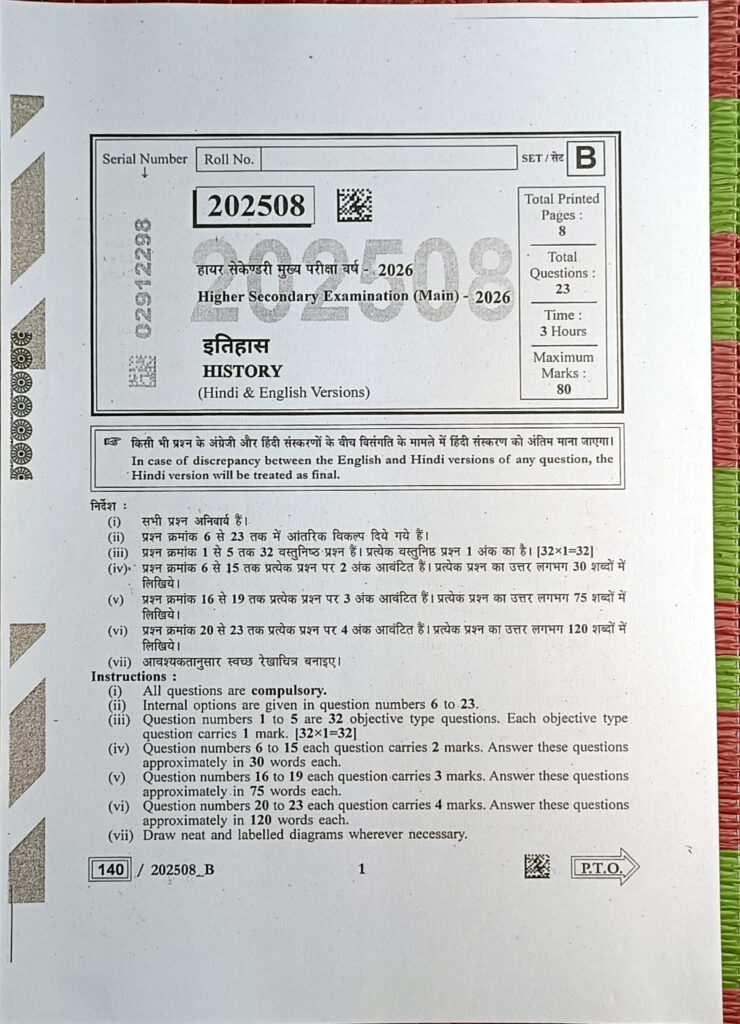 Serial Number
↓
Roll No.
SET / सेट B
202508
02912298
202508
हायर सेकेण्डरी मुख्य परीक्षा वर्ष - 2026
Higher Secondary Examination (Main) - 2026
इतिहास
HISTORY
(Hindi & English Versions)
Total Printed
Pages :
8
Total
Questions :
23
Time :
3 Hours
Maximum
Marks :
80
☞ किसी भी प्रश्न के अंग्रेजी और हिंदी संस्करणों के बीच विसंगति के मामले में हिंदी संस्करण को अंतिम माना जाएगा।
In case of discrepancy between the English and Hindi versions of any question, the
Hindi version will be treated as final.
निर्देश :
(i) सभी प्रश्न अनिवार्य हैं।
(ii) प्रश्न क्रमांक 6 से 23 तक में आंतरिक विकल्प दिये गये हैं।
(iii) प्रश्न क्रमांक 1 से 5 तक 32 वस्तुनिष्ठ प्रश्न हैं। प्रत्येक वस्तुनिष्ठ प्रश्न 1 अंक का है। [32×1=32]
(iv) प्रश्न क्रमांक 6 से 15 तक प्रत्येक प्रश्न पर 2 अंक आवंटित हैं। प्रत्येक प्रश्न का उत्तर लगभग 30 शब्दों में
लिखिये।
(v) प्रश्न क्रमांक 16 से 19 तक प्रत्येक प्रश्न पर 3 अंक आवंटित हैं। प्रत्येक प्रश्न का उत्तर लगभग 75 शब्दों में
लिखिये।
(vi) प्रश्न क्रमांक 20 से 23 तक प्रत्येक प्रश्न पर 4 अंक आवंटित हैं। प्रत्येक प्रश्न का उत्तर लगभग 120 शब्दों में
लिखिये।
(vii) आवश्यकतानुसार स्वच्छ रेखाचित्र बनाइए।
Instructions :
(i) All questions are compulsory.
(ii) Internal options are given in question numbers 6 to 23.
(iii) Question numbers 1 to 5 are 32 objective type questions. Each objective type
question carries 1 mark. [32×1=32]
(iv) Question numbers 6 to 15 each question carries 2 marks. Answer these questions
approximately in 30 words each.
(v) Question numbers 16 to 19 each question carries 3 marks. Answer these questions
approximately in 75 words each.
(vi) Question numbers 20 to 23 each question carries 4 marks. Answer these questions
approximately in 120 words each.
(vii) Draw neat and labelled diagrams wherever necessary.
140 / 202508_B
1
P.T.O.